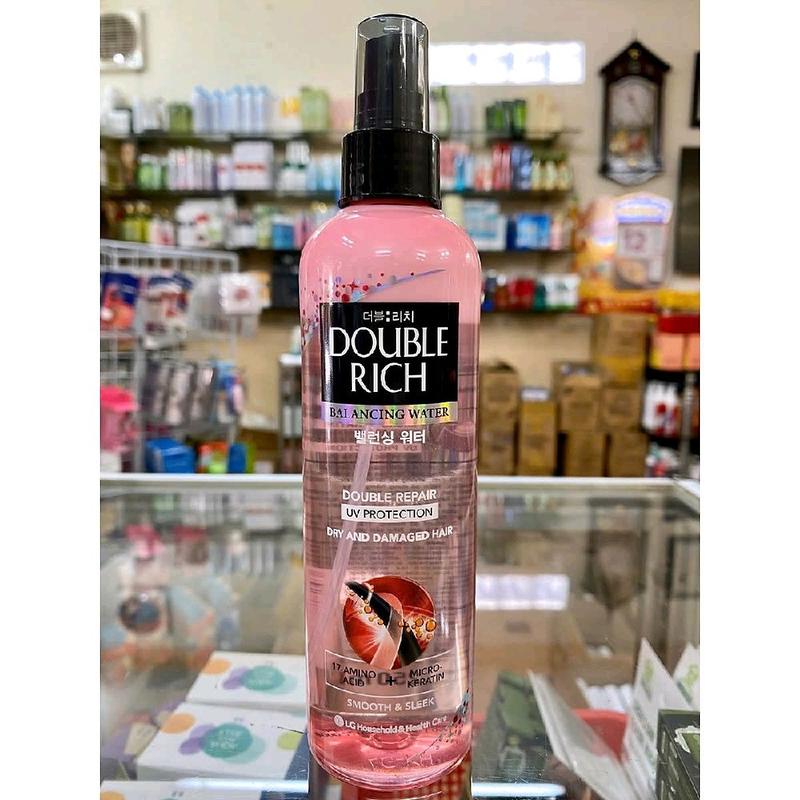 더블:리치
DOUBLE
RICH
BALANCING WATER
밸런싱 워터
DOUBLE REPAIR
UV PROTECTION
DRY AND DAMAGED HAIR
17 AMINO
ACID
+
MICRO-
KERATIN
SMOOTH & SLEEK
LG Household & Health Care
12